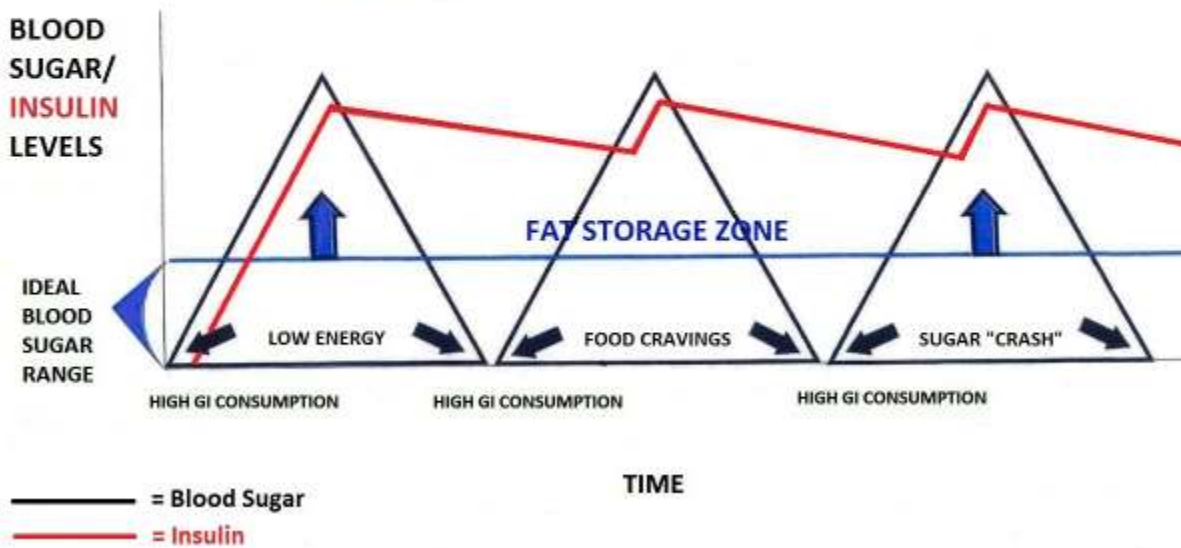 BLOOD
SUGAR/
INSULIN
LEVELS
FAT STORAGE ZONE
IDEAL
BLOOD
SUGAR
RANGE
LOW ENERGY
FOOD CRAVINGS
SUGAR "CRASH"
HIGH GI CONSUMPTION
HIGH GI CONSUMPTION
HIGH GI CONSUMPTION
TIME
= Blood Sugar
= Insulin